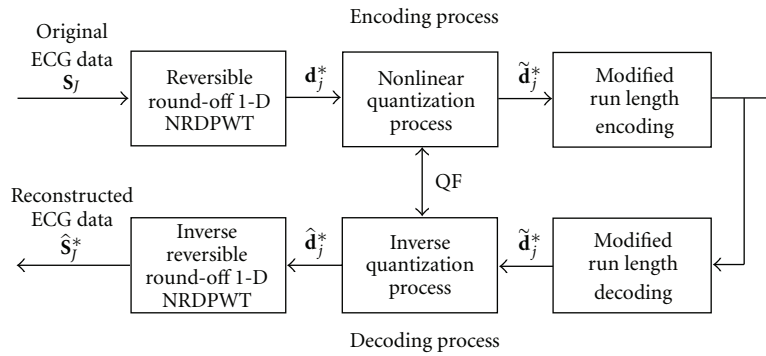 Encoding process
Original
ECG data
S_J
Reversible
round-off 1-D
NRDPWT
d_j^*
Nonlinear
quantization
process
d̃_j^*
Modified
run length
encoding
QF
Reconstructed
ECG data
Ŝ_J^*
Inverse
reversible
round-off 1-D
NRDPWT
d̂_j^*
Inverse
quantization
process
d̃_j^*
Modified
run length
decoding
Decoding process